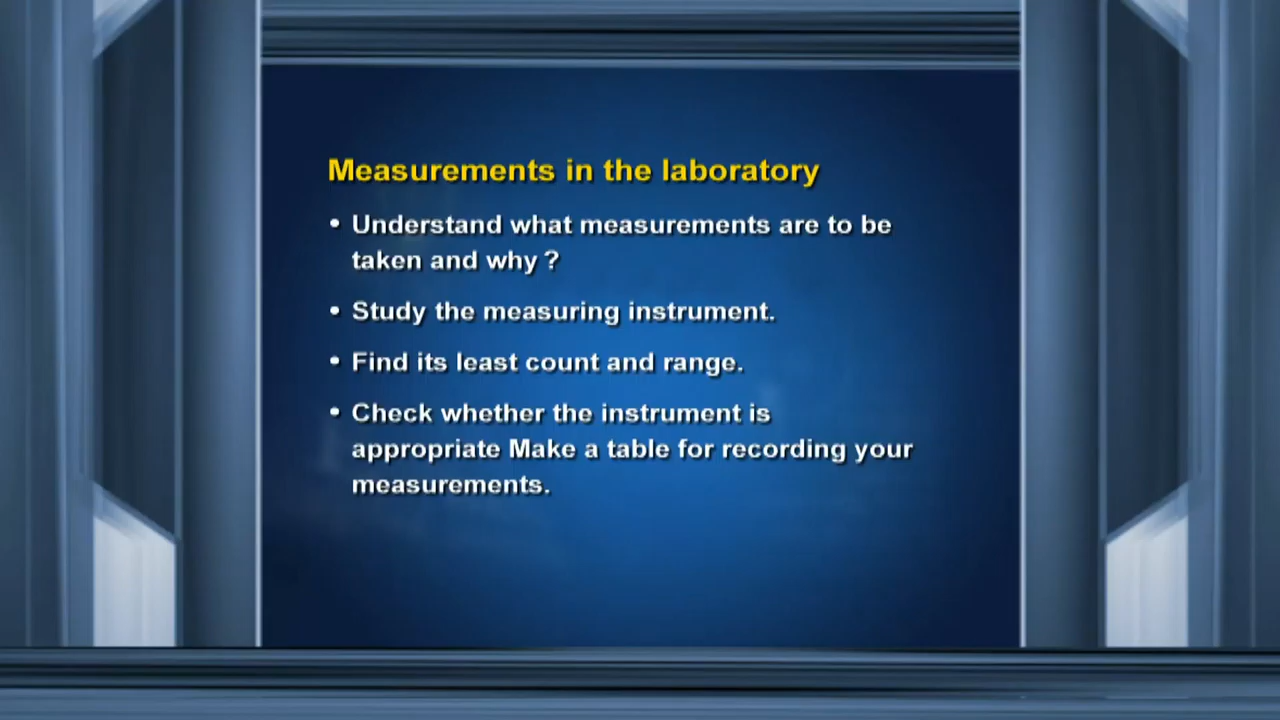 Measurements in the laboratory
• Understand what measurements are to be
taken and why ?
• Study the measuring instrument.
• Find its least count and range.
• Check whether the instrument is
appropriate Make a table for recording your
measurements.